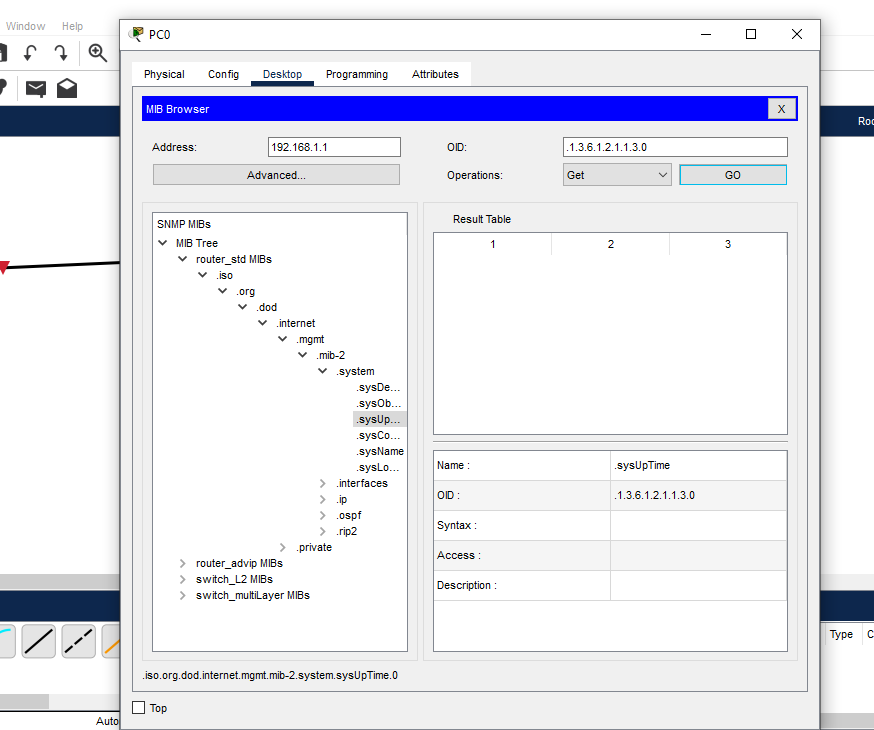 Window Help
PC0
Physical Config Desktop Programming Attributes
MIB Browser X
Roo
Address: 192.168.1.1 OID: .1.3.6.1.2.1.1.3.0
Advanced... Operations: Get GO
SNMP MIBs
MIB Tree
router_std MIBs
.iso
.org
.dod
.internet
.mgmt
.mib-2
.system
.sysDe...
.sysOb...
.sysUp...
.sysCo...
.sysName
.sysLo...
.interfaces
.ip
.ospf
.rip2
.private
router_advip MIBs
switch_L2 MIBs
switch_multiLayer MIBs
Result Table
1 2 3
Name : .sysUpTime
OID : .1.3.6.1.2.1.1.3.0
Syntax :
Access :
Description :
.iso.org.dod.internet.mgmt.mib-2.system.sysUpTime.0
Top
Type C
Auto